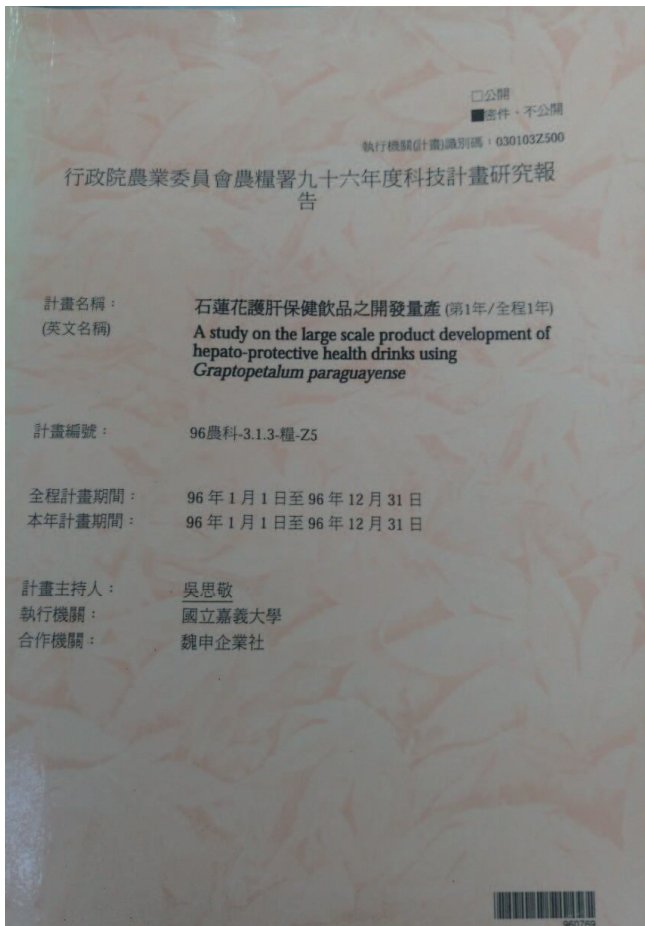 □公開
■密件、不公開
執行機關(計畫)識別碼：030103Z500
行政院農業委員會農糧署九十六年度科技計畫研究報
告
計畫名稱： 石蓮花護肝保健飲品之開發量產 (第1年/全程1年)
(英文名稱) A study on the large scale product development of
hepato-protective health drinks using
Graptopetalum paraguayense
計畫編號： 96農科-3.1.3-糧-Z5
全程計畫期間： 96 年 1 月 1 日至 96 年 12 月 31 日
本年計畫期間： 96 年 1 月 1 日至 96 年 12 月 31 日
計畫主持人： 吳思敬
執行機關： 國立嘉義大學
合作機關： 魏申企業社
960769